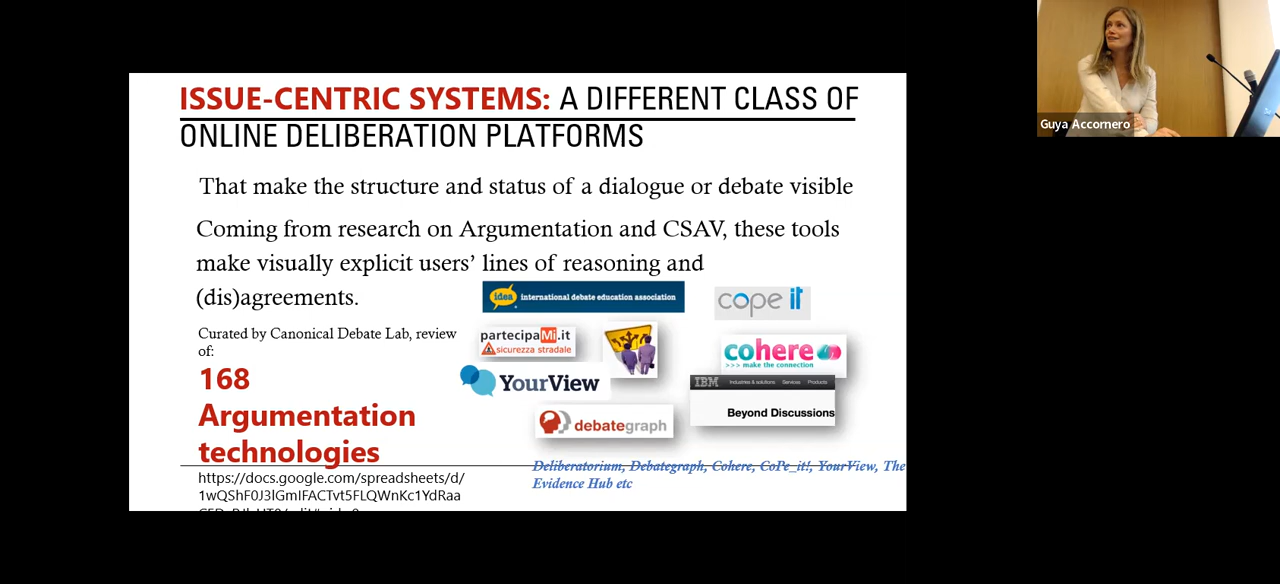 ISSUE-CENTRIC SYSTEMS: A DIFFERENT CLASS OF
ONLINE DELIBERATION PLATFORMS
That make the structure and status of a dialogue or debate visible
Coming from research on Argumentation and CSAV, these tools
make visually explicit users' lines of reasoning and
(dis)agreements.
idea international debate education association
cope it
partecipaMi.it
sicurezza stradale
cohere
>>> make the connection
YourView
IBM Industries & solutions Services Products
Beyond Discussions
debategraph
Curated by Canonical Debate Lab, review
of:
168
Argumentation
technologies
https://docs.google.com/spreadsheets/d/
1wQShF0J3lGmIFACTvt5FLQWnKc1YdRaa
Deliberatorium, Debategraph, Cohere, CoPe_it!, YourView, The
Evidence Hub etc
Guya Accornero